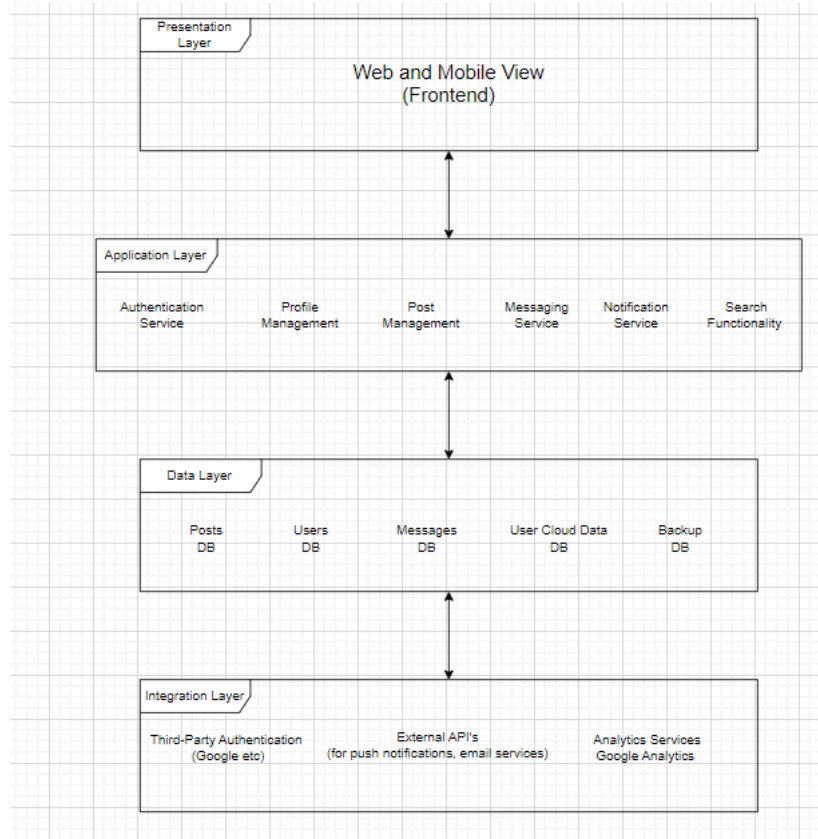 Presentation
Layer
Web and Mobile View
(Frontend)
Application Layer
Authentication
Service
Profile
Management
Post
Management
Messaging
Service
Notification
Service
Search
Functionality
Data Layer
Posts
DB
Users
DB
Messages
DB
User Cloud Data
DB
Backup
DB
Integration Layer
Third-Party Authentication
(Google etc)
External API's
(for push notifications, email services)
Analytics Services
Google Analytics